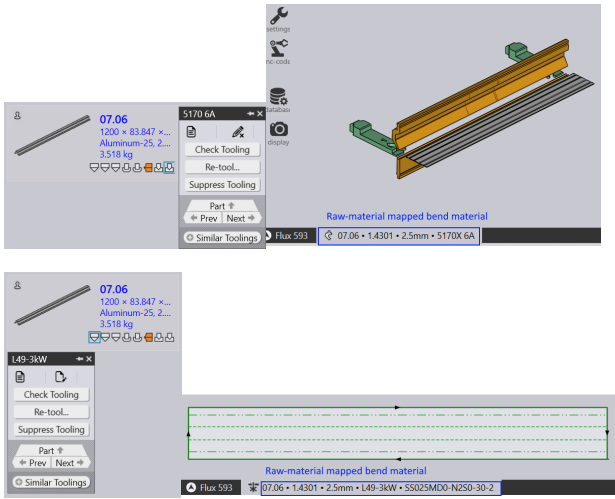 settings
nc-code
database
display
07.06
1200 × 83.847 ×...
Aluminum-25, 2....
3.518 kg
5170 6A
Check Tooling
Re-tool...
Suppress Tooling
Part
Prev Next
Similar Toolings
Raw-material mapped bend material
Flux 593
07.06 • 1.4301 • 2.5mm • 5170X 6A
07.06
1200 × 83.847 ×...
Aluminum-25, 2....
3.518 kg
L49-3kW
Check Tooling
Re-tool...
Suppress Tooling
Part
Prev Next
Similar Toolings
Raw-material mapped bend material
Flux 593
07.06 • 1.4301 • 2.5mm • L49-3kW • SS025MD0-N2S0-30-2